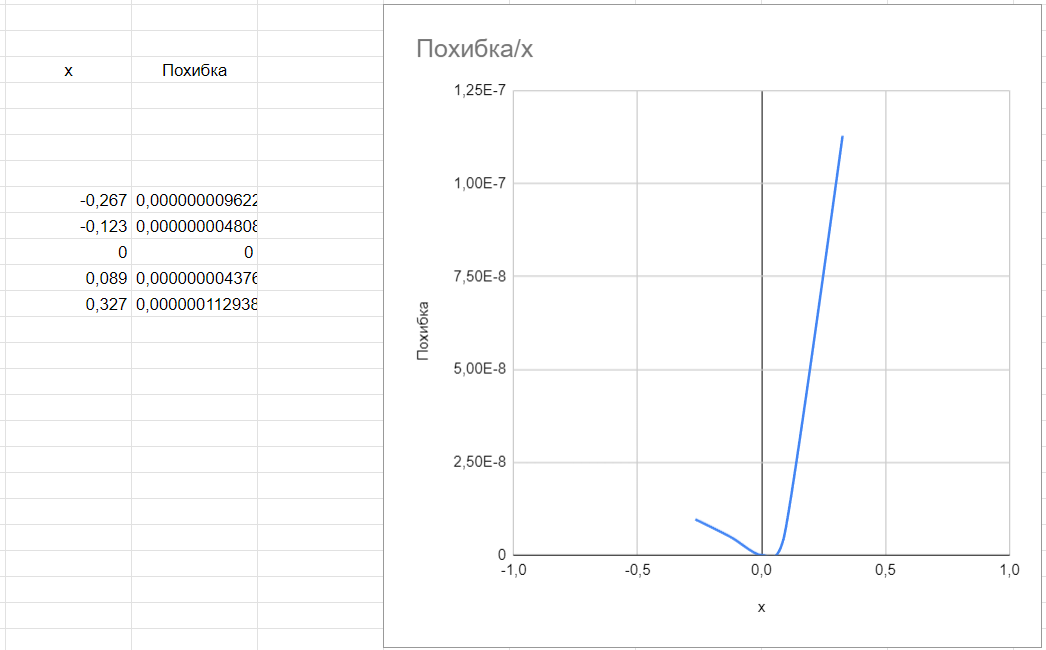 x Похибка
-0,267 0,000000009622
-0,123 0,000000004808
0 0
0,089 0,000000004376
0,327 0,000000112938
Похибка/x
1,25E-7
1,00E-7
7,50E-8
5,00E-8
2,50E-8
0
Похибка
-1,0 -0,5 0,0 0,5 1,0
x